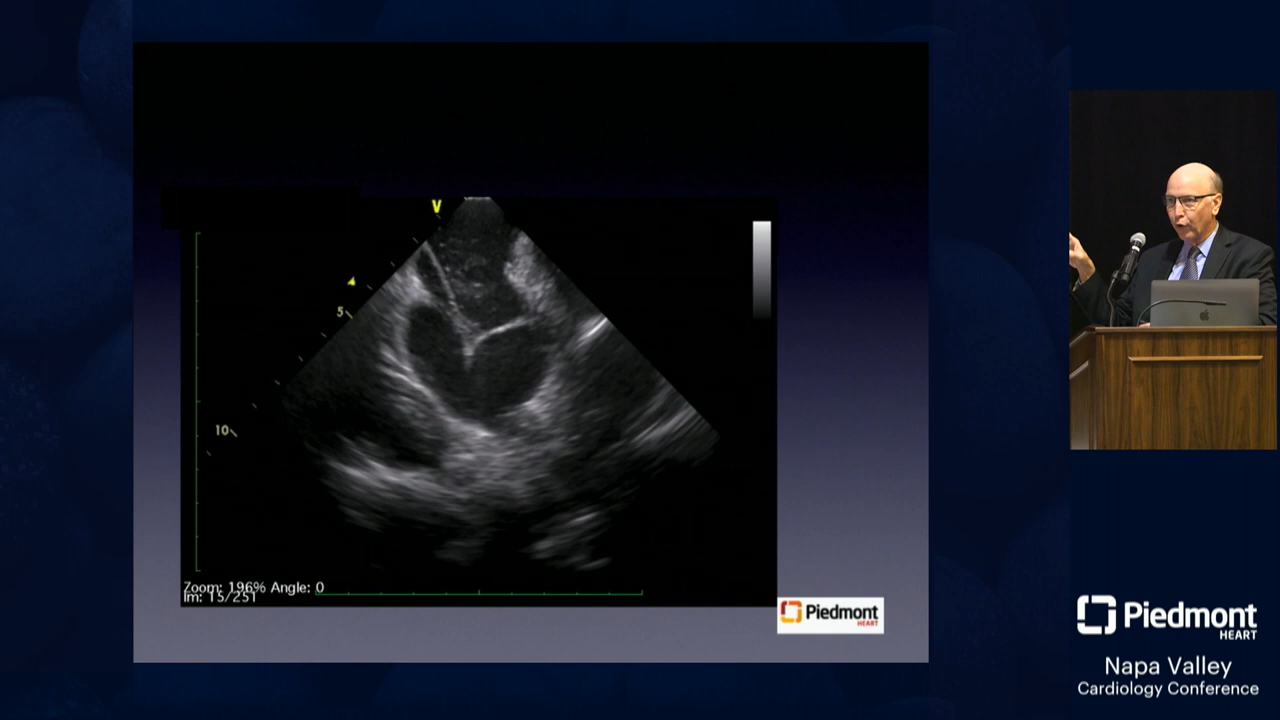 V
4
5
10
Zoom: 196% Angle: 0
Im: 15/251
Piedmont
HEART
Piedmont
HEART
Napa Valley
Cardiology Conference